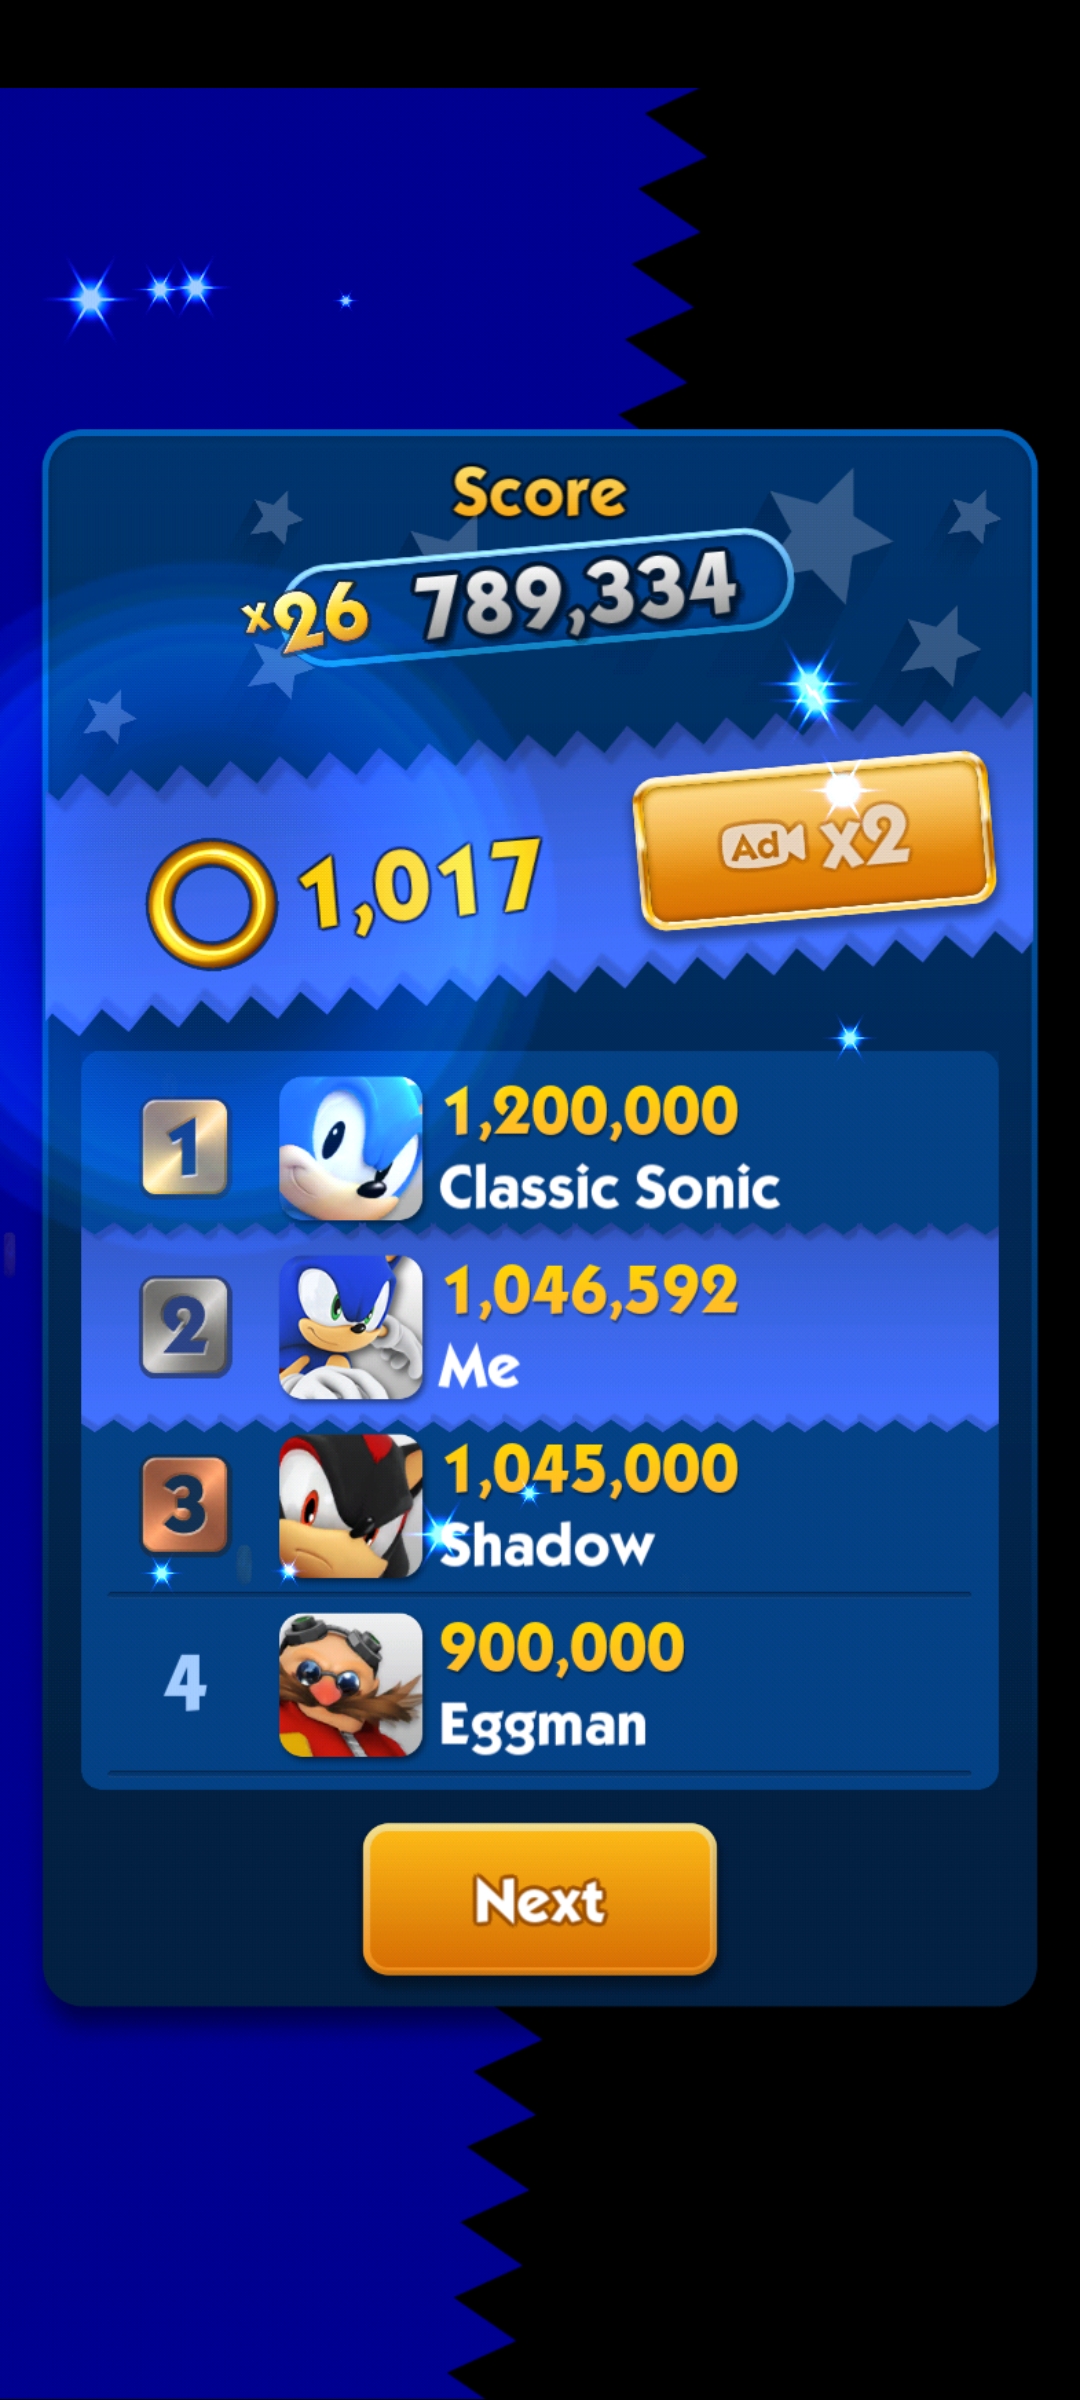 Score
x26 789,334
1,017
Ad x2
1 1,200,000
Classic Sonic
2 1,046,592
Me
3 1,045,000
Shadow
4 900,000
Eggman
Next